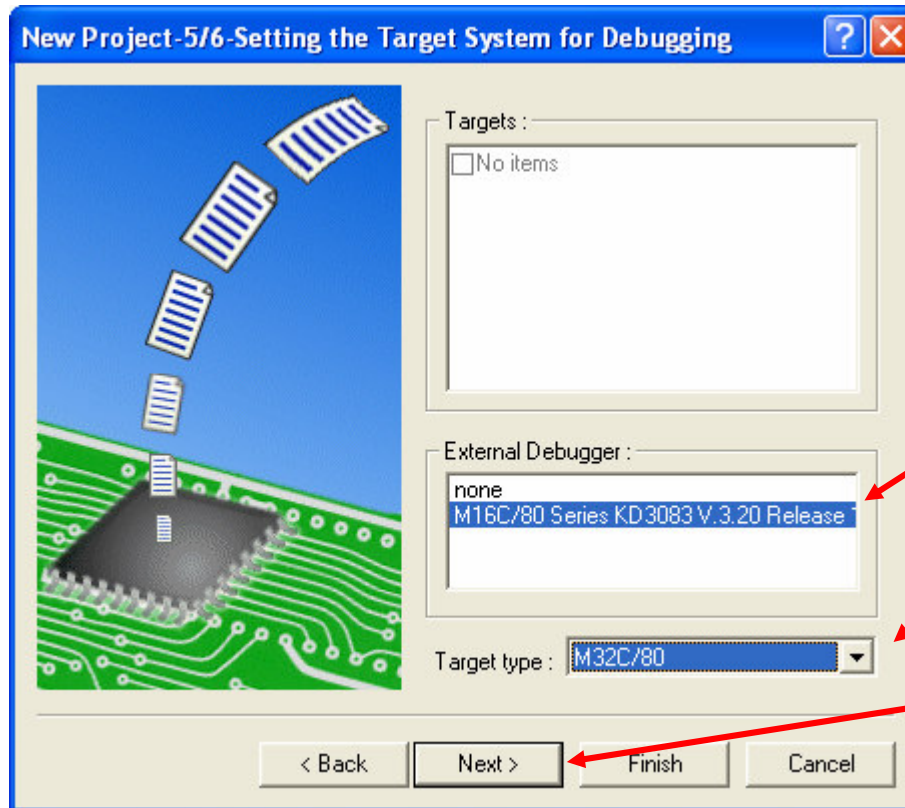 New Project-5/6-Setting the Target System for Debugging
Targets :
No items
External Debugger :
none
M16C/80 Series KD3083 V.3.20 Release
Target type : M32C/80
< Back Next > Finish Cancel